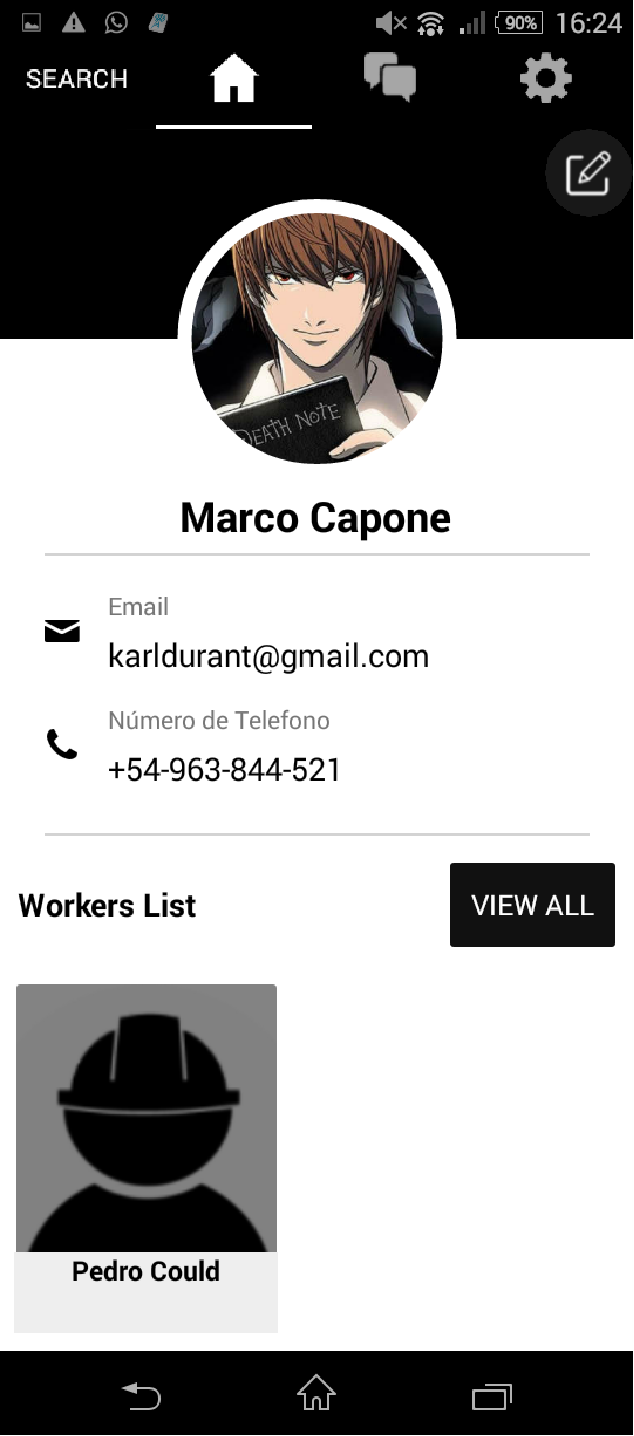 90% 16:24
SEARCH
DEATH NOTE
Marco Capone
Email
karldurant@gmail.com
Número de Telefono
+54-963-844-521
Workers List
VIEW ALL
Pedro Could